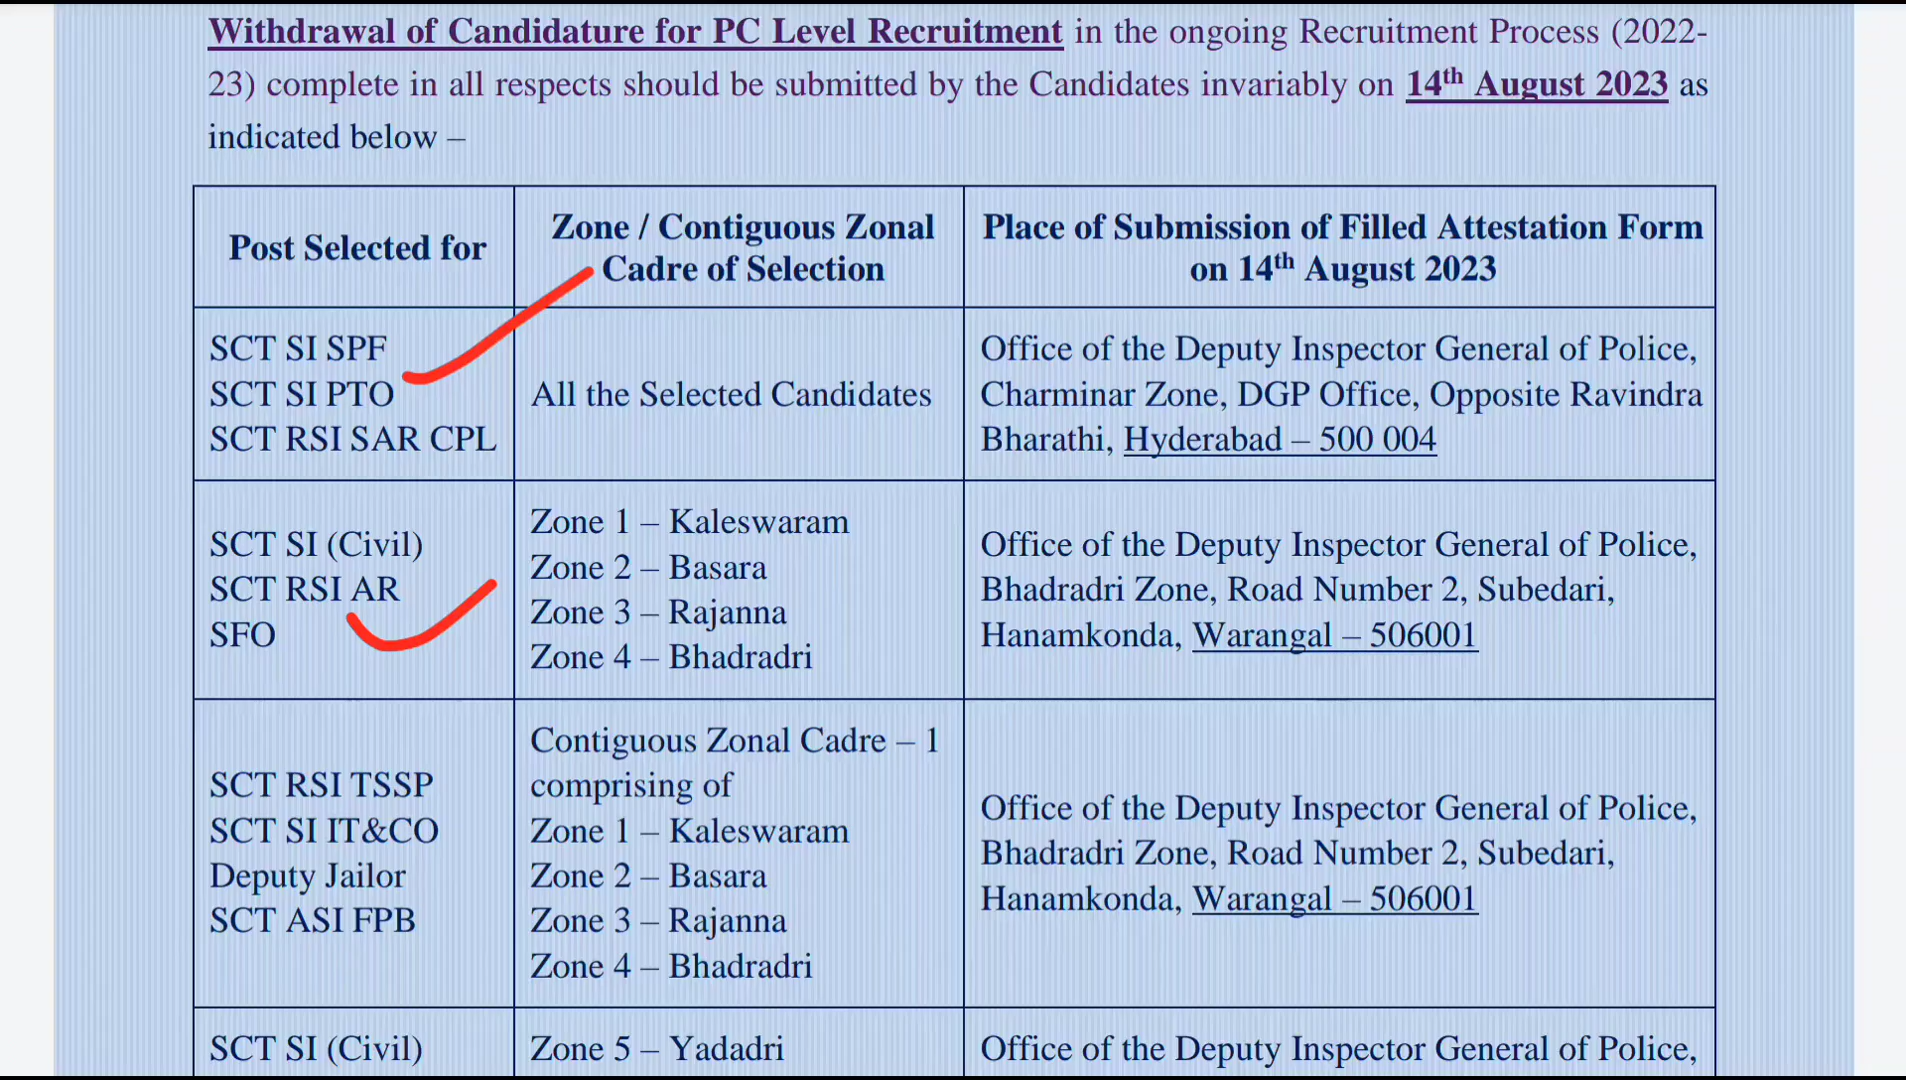 Withdrawal of Candidature for PC Level Recruitment in the ongoing Recruitment Process (2022-
23) complete in all respects should be submitted by the Candidates invariably on 14th August 2023 as
indicated below –
Post Selected for
Zone / Contiguous Zonal
Cadre of Selection
Place of Submission of Filled Attestation Form
on 14th August 2023
SCT SI SPF
SCT SI PTO
SCT RSI SAR CPL
All the Selected Candidates
Office of the Deputy Inspector General of Police,
Charminar Zone, DGP Office, Opposite Ravindra
Bharathi, Hyderabad – 500 004
SCT SI (Civil)
SCT RSI AR
SFO
Zone 1 – Kaleswaram
Zone 2 – Basara
Zone 3 – Rajanna
Zone 4 – Bhadradri
Office of the Deputy Inspector General of Police,
Bhadradri Zone, Road Number 2, Subedari,
Hanamkonda, Warangal – 506001
SCT RSI TSSP
SCT SI IT&CO
Deputy Jailor
SCT ASI FPB
Contiguous Zonal Cadre – 1
comprising of
Zone 1 – Kaleswaram
Zone 2 – Basara
Zone 3 – Rajanna
Zone 4 – Bhadradri
Office of the Deputy Inspector General of Police,
Bhadradri Zone, Road Number 2, Subedari,
Hanamkonda, Warangal – 506001
SCT SI (Civil)
Zone 5 – Yadadri
Office of the Deputy Inspector General of Police,